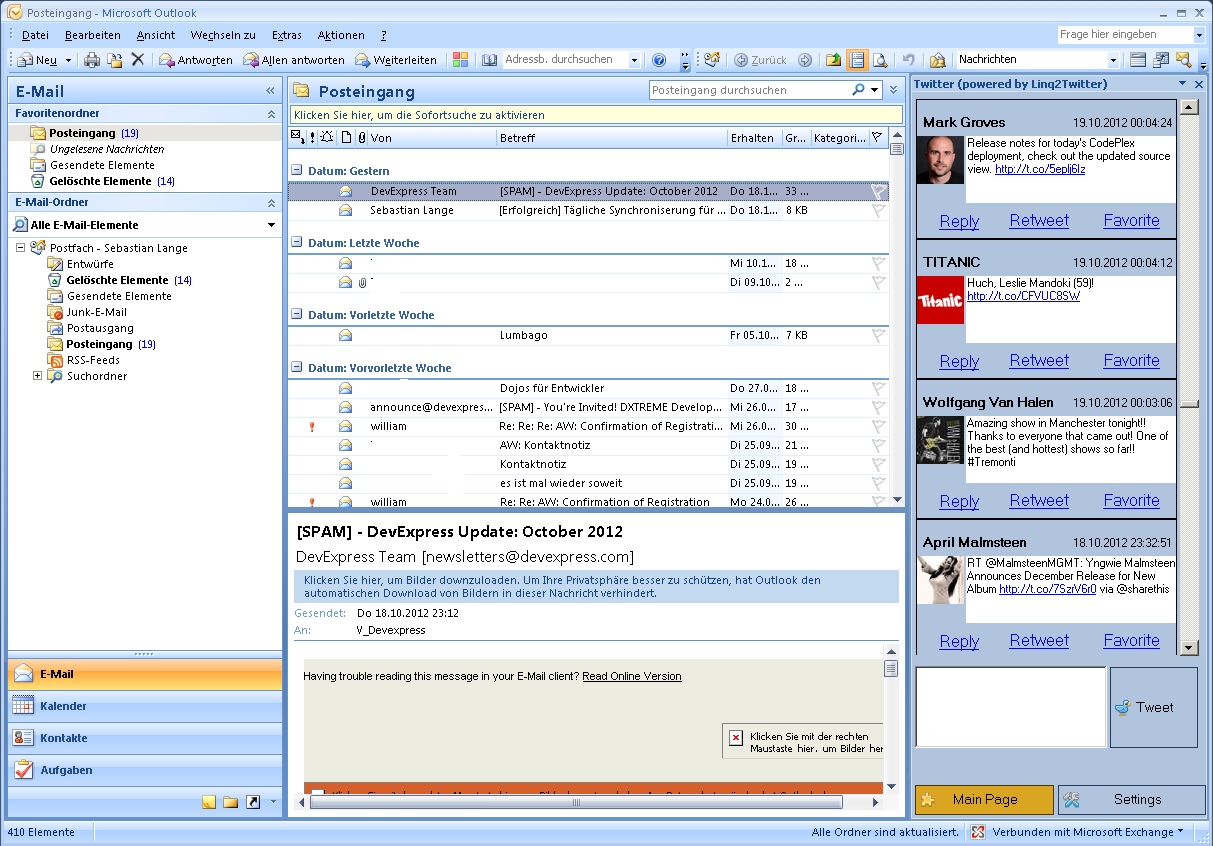 Posteingang - Microsoft Outlook
Datei Bearbeiten Ansicht Wechseln zu Extras Aktionen ?
Frage hier eingeben
Neu Antworten Allen antworten Weiterleiten Adressb. durchsuchen Zurück Nachrichten
E-Mail
Favoritenordner
Posteingang (19)
Ungelesene Nachrichten
Gesendete Elemente
Gelöschte Elemente (14)
E-Mail-Ordner
Alle E-Mail-Elemente
Postfach - Sebastian Lange
Entwürfe
Gelöschte Elemente (14)
Gesendete Elemente
Junk-E-Mail
Postausgang
Posteingang (19)
RSS-Feeds
Suchordner
E-Mail
Kalender
Kontakte
Aufgaben
Posteingang
Posteingang durchsuchen
Klicken Sie hier, um die Sofortsuche zu aktivieren
Von Betreff Erhalten Gr... Kategori...
Datum: Gestern
DevExpress Team [SPAM] - DevExpress Update: October 2012 Do 18.1... 33 ...
Sebastian Lange [Erfolgreich] Tägliche Synchronisierung für ... Do 18.1... 8 KB
Datum: Letzte Woche
Mi 10.1... 18 ...
Di 09.10... 2 ...
Datum: Vorletzte Woche
Lumbago Fr 05.10... 7 KB
Datum: Vorvorletzte Woche
Dojos für Entwickler Do 27.0... 18 ...
announce@devexpres... [SPAM] - You're Invited! DXTREME Develop... Mi 26.0... 17 ...
william Re: Re: Re: AW: Confirmation of Registrati... Mi 26.0... 30 ...
AW: Kontaktnotiz Di 25.09... 21 ...
Kontaktnotiz Di 25.09... 19 ...
es ist mal wieder soweit Di 25.09... 19 ...
william Re: Re: AW: Confirmation of Registration Mo 24.0... 26 ...
[SPAM] - DevExpress Update: October 2012
DevExpress Team [newsletters@devexpress.com]
Klicken Sie hier, um Bilder downzuloaden. Um Ihre Privatsphäre besser zu schützen, hat Outlook den
automatischen Download von Bildern in dieser Nachricht verhindert.
Gesendet: Do 18.10.2012 23:12
An: V_Devexpress
Having trouble reading this message in your E-Mail client? Read Online Version
Klicken Sie mit der rechten
Maustaste hier, um Bilder her
Twitter (powered by Linq2Twitter)
Mark Groves 19.10.2012 00:04:24
Release notes for today's CodePlex
deployment, check out the updated source
view. http://t.co/5eplj6lz
Reply Retweet Favorite
TITANIC 19.10.2012 00:04:12
Titanic
Huch, Leslie Mandoki (59)!
http://t.co/CFVUC8SW
Reply Retweet Favorite
Wolfgang Van Halen 19.10.2012 00:03:06
Amazing show in Manchester tonight!!
Thanks to everyone that came out! One of
the best (and hottest) shows so far!!
#Tremonti
Reply Retweet Favorite
April Malmsteen 18.10.2012 23:32:51
RT @MalmsteenMGMT: Yngwie Malmsteen
Announces December Release for New
Album http://t.co/7SzrV6r0 via @sharethis
Reply Retweet Favorite
Tweet
Main Page Settings
410 Elemente
Alle Ordner sind aktualisiert. Verbunden mit Microsoft Exchange